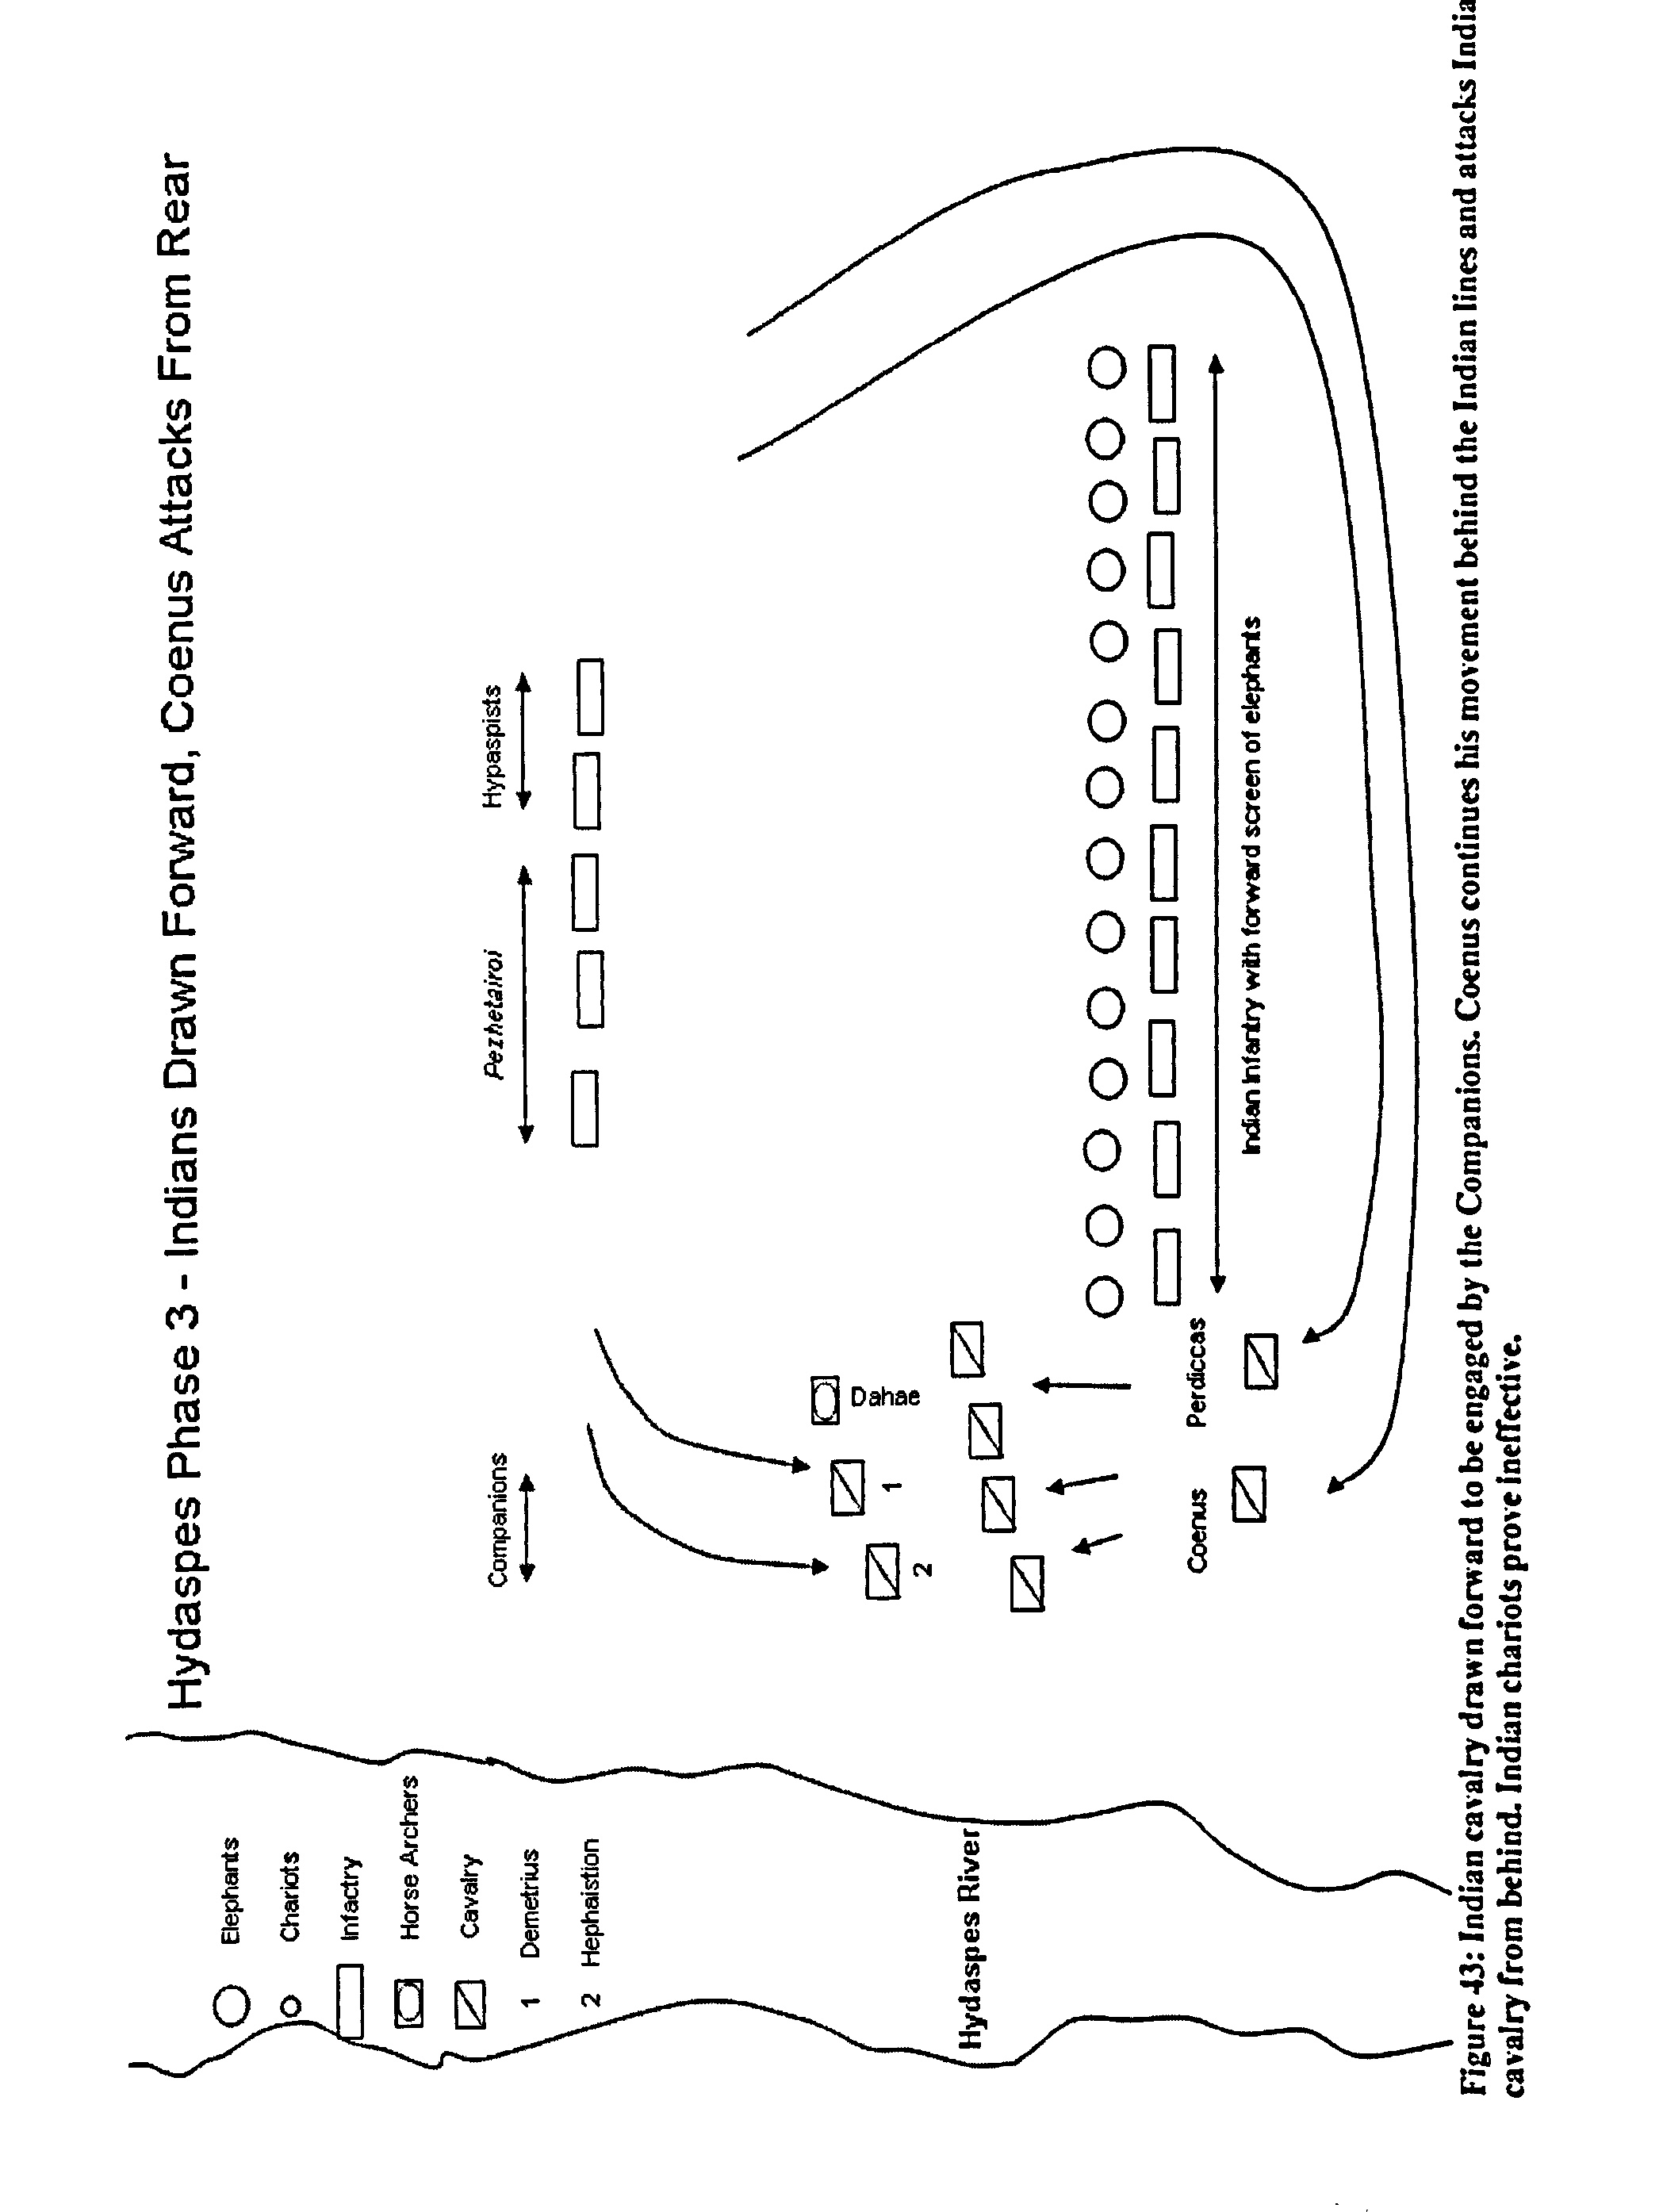 Hydaspes Phase 3 - Indians Drawn Forward, Coenus Attacks From Rear
Elephants
Chariots
Infactry
Horse Archers
Cavalry
1 Demetrius
2 Hephaistion
Companions
Pezhetairoi
Hypaspists
Dahae
1
2
Hydaspes River
Coenus
Perdiccas
Indian Infantry with forward screen of elephants
Figure 43: Indian cavalry drawn forward to be engaged by the Companions. Coenus continues his movement behind the Indian lines and attacks India
cavalry from behind. Indian chariots prove ineffective.